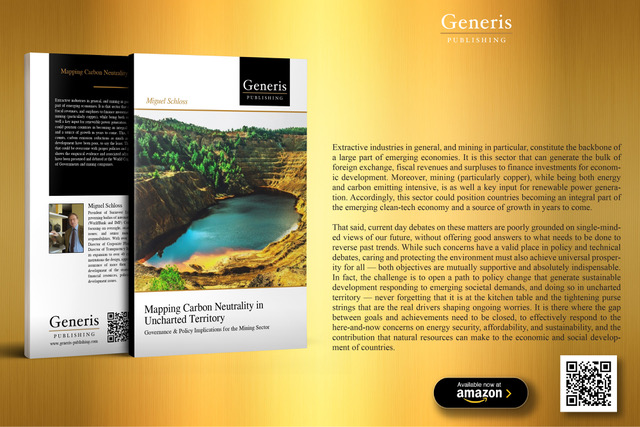 Generis
PUBLISHING
Mapping Carbon Neutrality
Miguel Schloss
Generis
PUBLISHING
Mapping Carbon Neutrality in
Uncharted Territory
Governance & Policy Implications for the Mining Sector
Miguel Schloss
Generis
PUBLISHING
www.generis-publishing.com
Extractive industries in general, and mining in particular, constitute the backbone of
a large part of emerging economies. It is this sector that can generate the bulk of
foreign exchange, fiscal revenues and surpluses to finance investments for econom-
ic development. Moreover, mining (particularly copper), while being both energy
and carbon emitting intensive, is as well a key input for renewable power genera-
tion. Accordingly, this sector could position countries becoming an integral part of
the emerging clean-tech economy and a source of growth in years to come.
That said, current day debates on these matters are poorly grounded on single-mind-
ed views of our future, without offering good answers to what needs to be done to
reverse past trends. While such concerns have a valid place in policy and technical
debates, caring and protecting the environment must also achieve universal prosper-
ity for all — both objectives are mutually supportive and absolutely indispensable.
In fact, the challenge is to open a path to policy change that generate sustainable
development responding to emerging societal demands, and doing so in uncharted
territory — never forgetting that it is at the kitchen table and the tightening purse
strings that are the real drivers shaping ongoing worries. It is there where the gap
between goals and achievements need to be closed, to effectively respond to the
here-and-now concerns on energy security, affordability, and sustainability, and the
contribution that natural resources can make to the economic and social develop-
ment of countries.
Available now at
amazon